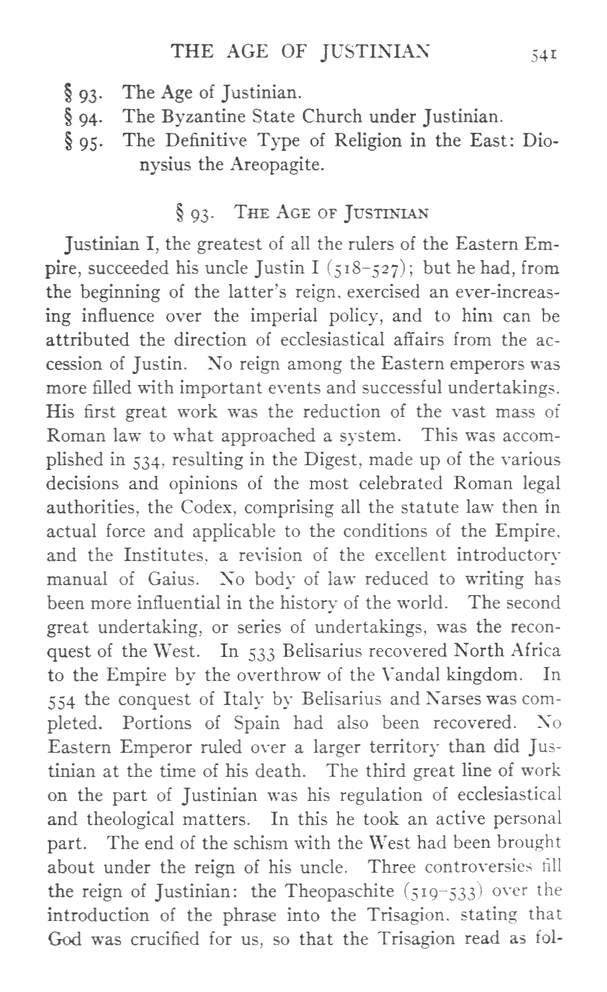 THE AGE OF JUSTINIAN 541
§ 93. The Age of Justinian.
§ 94. The Byzantine State Church under Justinian.
§ 95. The Definitive Type of Religion in the East: Dio-
nysius the Areopagite.
§ 93. THE AGE OF JUSTINIAN
Justinian I, the greatest of all the rulers of the Eastern Em-
pire, succeeded his uncle Justin I (518–527); but he had, from
the beginning of the latter's reign, exercised an ever-increas-
ing influence over the imperial policy, and to him can be
attributed the direction of ecclesiastical affairs from the ac-
cession of Justin. No reign among the Eastern emperors was
more filled with important events and successful undertakings.
His first great work was the reduction of the vast mass of
Roman law to what approached a system. This was accom-
plished in 534, resulting in the Digest, made up of the various
decisions and opinions of the most celebrated Roman legal
authorities, the Codex, comprising all the statute law then in
actual force and applicable to the conditions of the Empire,
and the Institutes, a revision of the excellent introductory
manual of Gaius. No body of law reduced to writing has
been more influential in the history of the world. The second
great undertaking, or series of undertakings, was the recon-
quest of the West. In 533 Belisarius recovered North Africa
to the Empire by the overthrow of the Vandal kingdom. In
554 the conquest of Italy by Belisarius and Narses was com-
pleted. Portions of Spain had also been recovered. No
Eastern Emperor ruled over a larger territory than did Jus-
tinian at the time of his death. The third great line of work
on the part of Justinian was his regulation of ecclesiastical
and theological matters. In this he took an active personal
part. The end of the schism with the West had been brought
about under the reign of his uncle. Three controversies fill
the reign of Justinian: the Theopaschite (519–533) over the
introduction of the phrase into the Trisagion, stating that
God was crucified for us, so that the Trisagion read as fol-